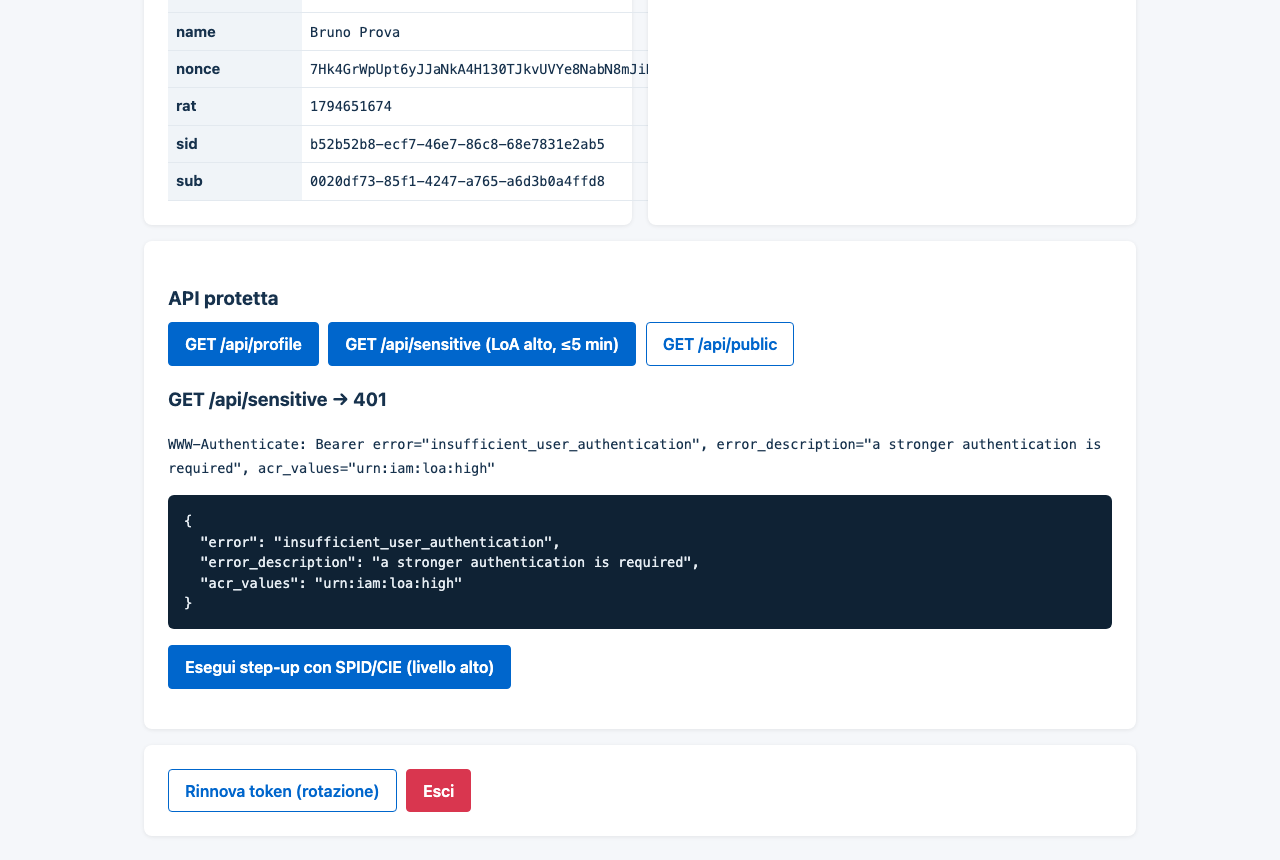 name Bruno Prova
nonce 7Hk4GrWpUpt6yJJaNkA4H130TJkvUVYe8NabN8mJi
rat 1794651674
sid b52b52b8-ecf7-46e7-86c8-68e7831e2ab5
sub 0020df73-85f1-4247-a765-a6d3b0a4ffd8
API protetta
GET /api/profile GET /api/sensitive (LoA alto, ≤5 min) GET /api/public
GET /api/sensitive → 401
WWW-Authenticate: Bearer error="insufficient_user_authentication", error_description="a stronger authentication is
required", acr_values="urn:iam:loa:high"
{
  "error": "insufficient_user_authentication",
  "error_description": "a stronger authentication is required",
  "acr_values": "urn:iam:loa:high"
}
Esegui step-up con SPID/CIE (livello alto)
Rinnova token (rotazione) Esci